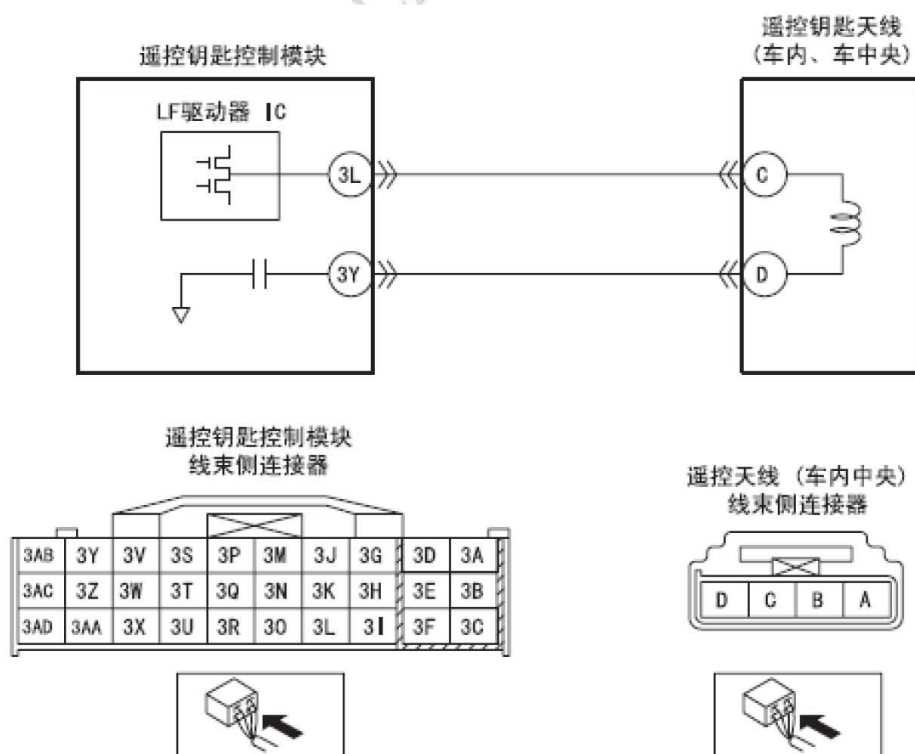 遥控钥匙天线
(车内、车中央)
遥控钥匙控制模块
LF驱动器 IC
3L
C
3Y
D
遥控钥匙控制模块
线束侧连接器
遥控天线 (车内中央)
线束侧连接器
3AB 3Y 3V 3S 3P 3M 3J 3G 3D 3A
3AC 3Z 3W 3T 3Q 3N 3K 3H 3E 3B
3AD 3AA 3X 3U 3R 3O 3L 3I 3F 3C
D C B A